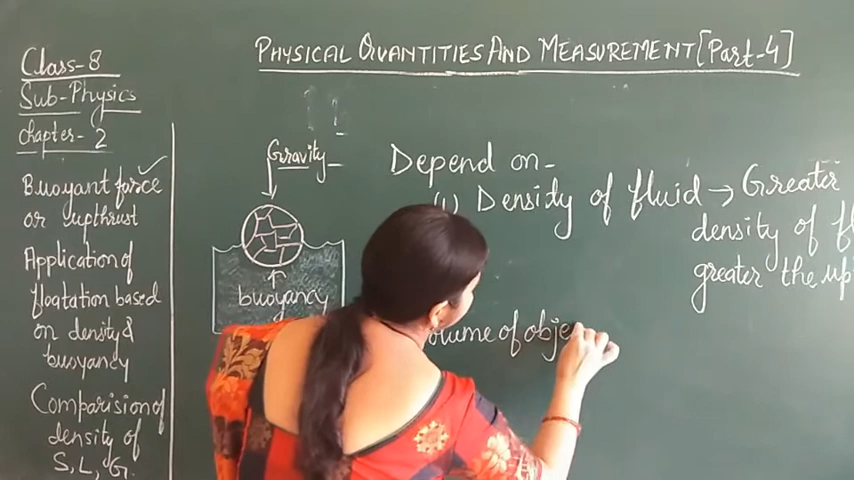 PHYSICAL QUANTITIES AND MEASUREMENT [Part-4]
Class-8
Sub-Physics
Chapter-2
Buoyant force
or upthrust
Application of
floatation based
on density &
buoyancy
Comparision of
density of
S, L, G.
Gravity
buoyancy
Depend on-
(i) Density of fluid → Greater
density of
greater the
of obje